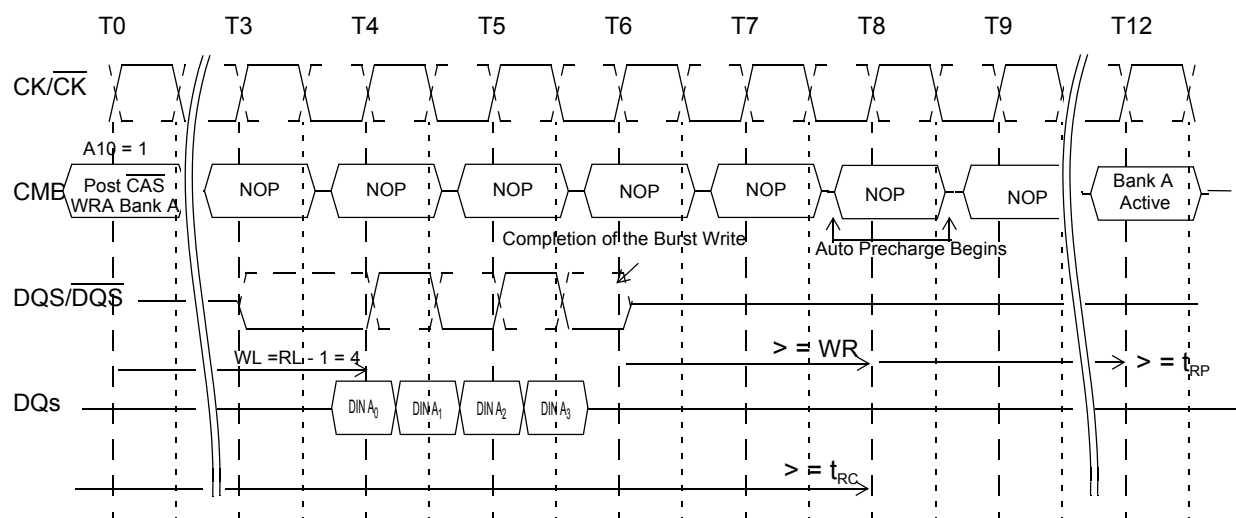 T0 T3 T4 T5 T6 T7 T8 T9 T12
CK/CK
A10 = 1
CMD
Post CAS
WRA Bank A
NOP NOP NOP NOP NOP NOP NOP
Bank A
Active
Completion of the Burst Write
Auto Precharge Begins
DQS/DQS
WL =RL - 1 = 4
> = WR
> = tRP
DQs
DIN A0 DIN A1 DIN A2 DIN A3
> = tRC